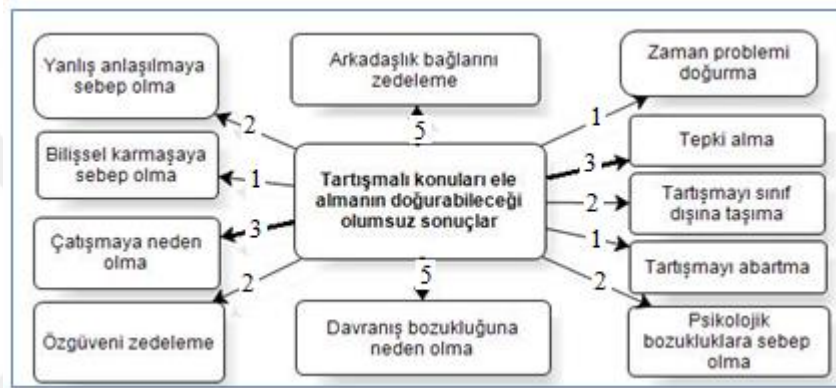 Yanlış anlaşılmaya
sebep olma
Arkadaşlık bağlarını
zedeleme
Zaman problemi
doğurma
2
5
1
Bilişsel karmaşaya
sebep olma
1
Tartışmalı konuları ele
almanın doğurabileceği
olumsuz sonuçlar
3
Tepki alma
2
Tartışmayı sınıf
dışına taşıma
Çatışmaya neden
olma
3
1
Tartışmayı abartma
2
5
2
Özgüveni zedeleme
Davranış bozukluğuna
neden olma
Psikolojik
bozukluklara sebep
olma